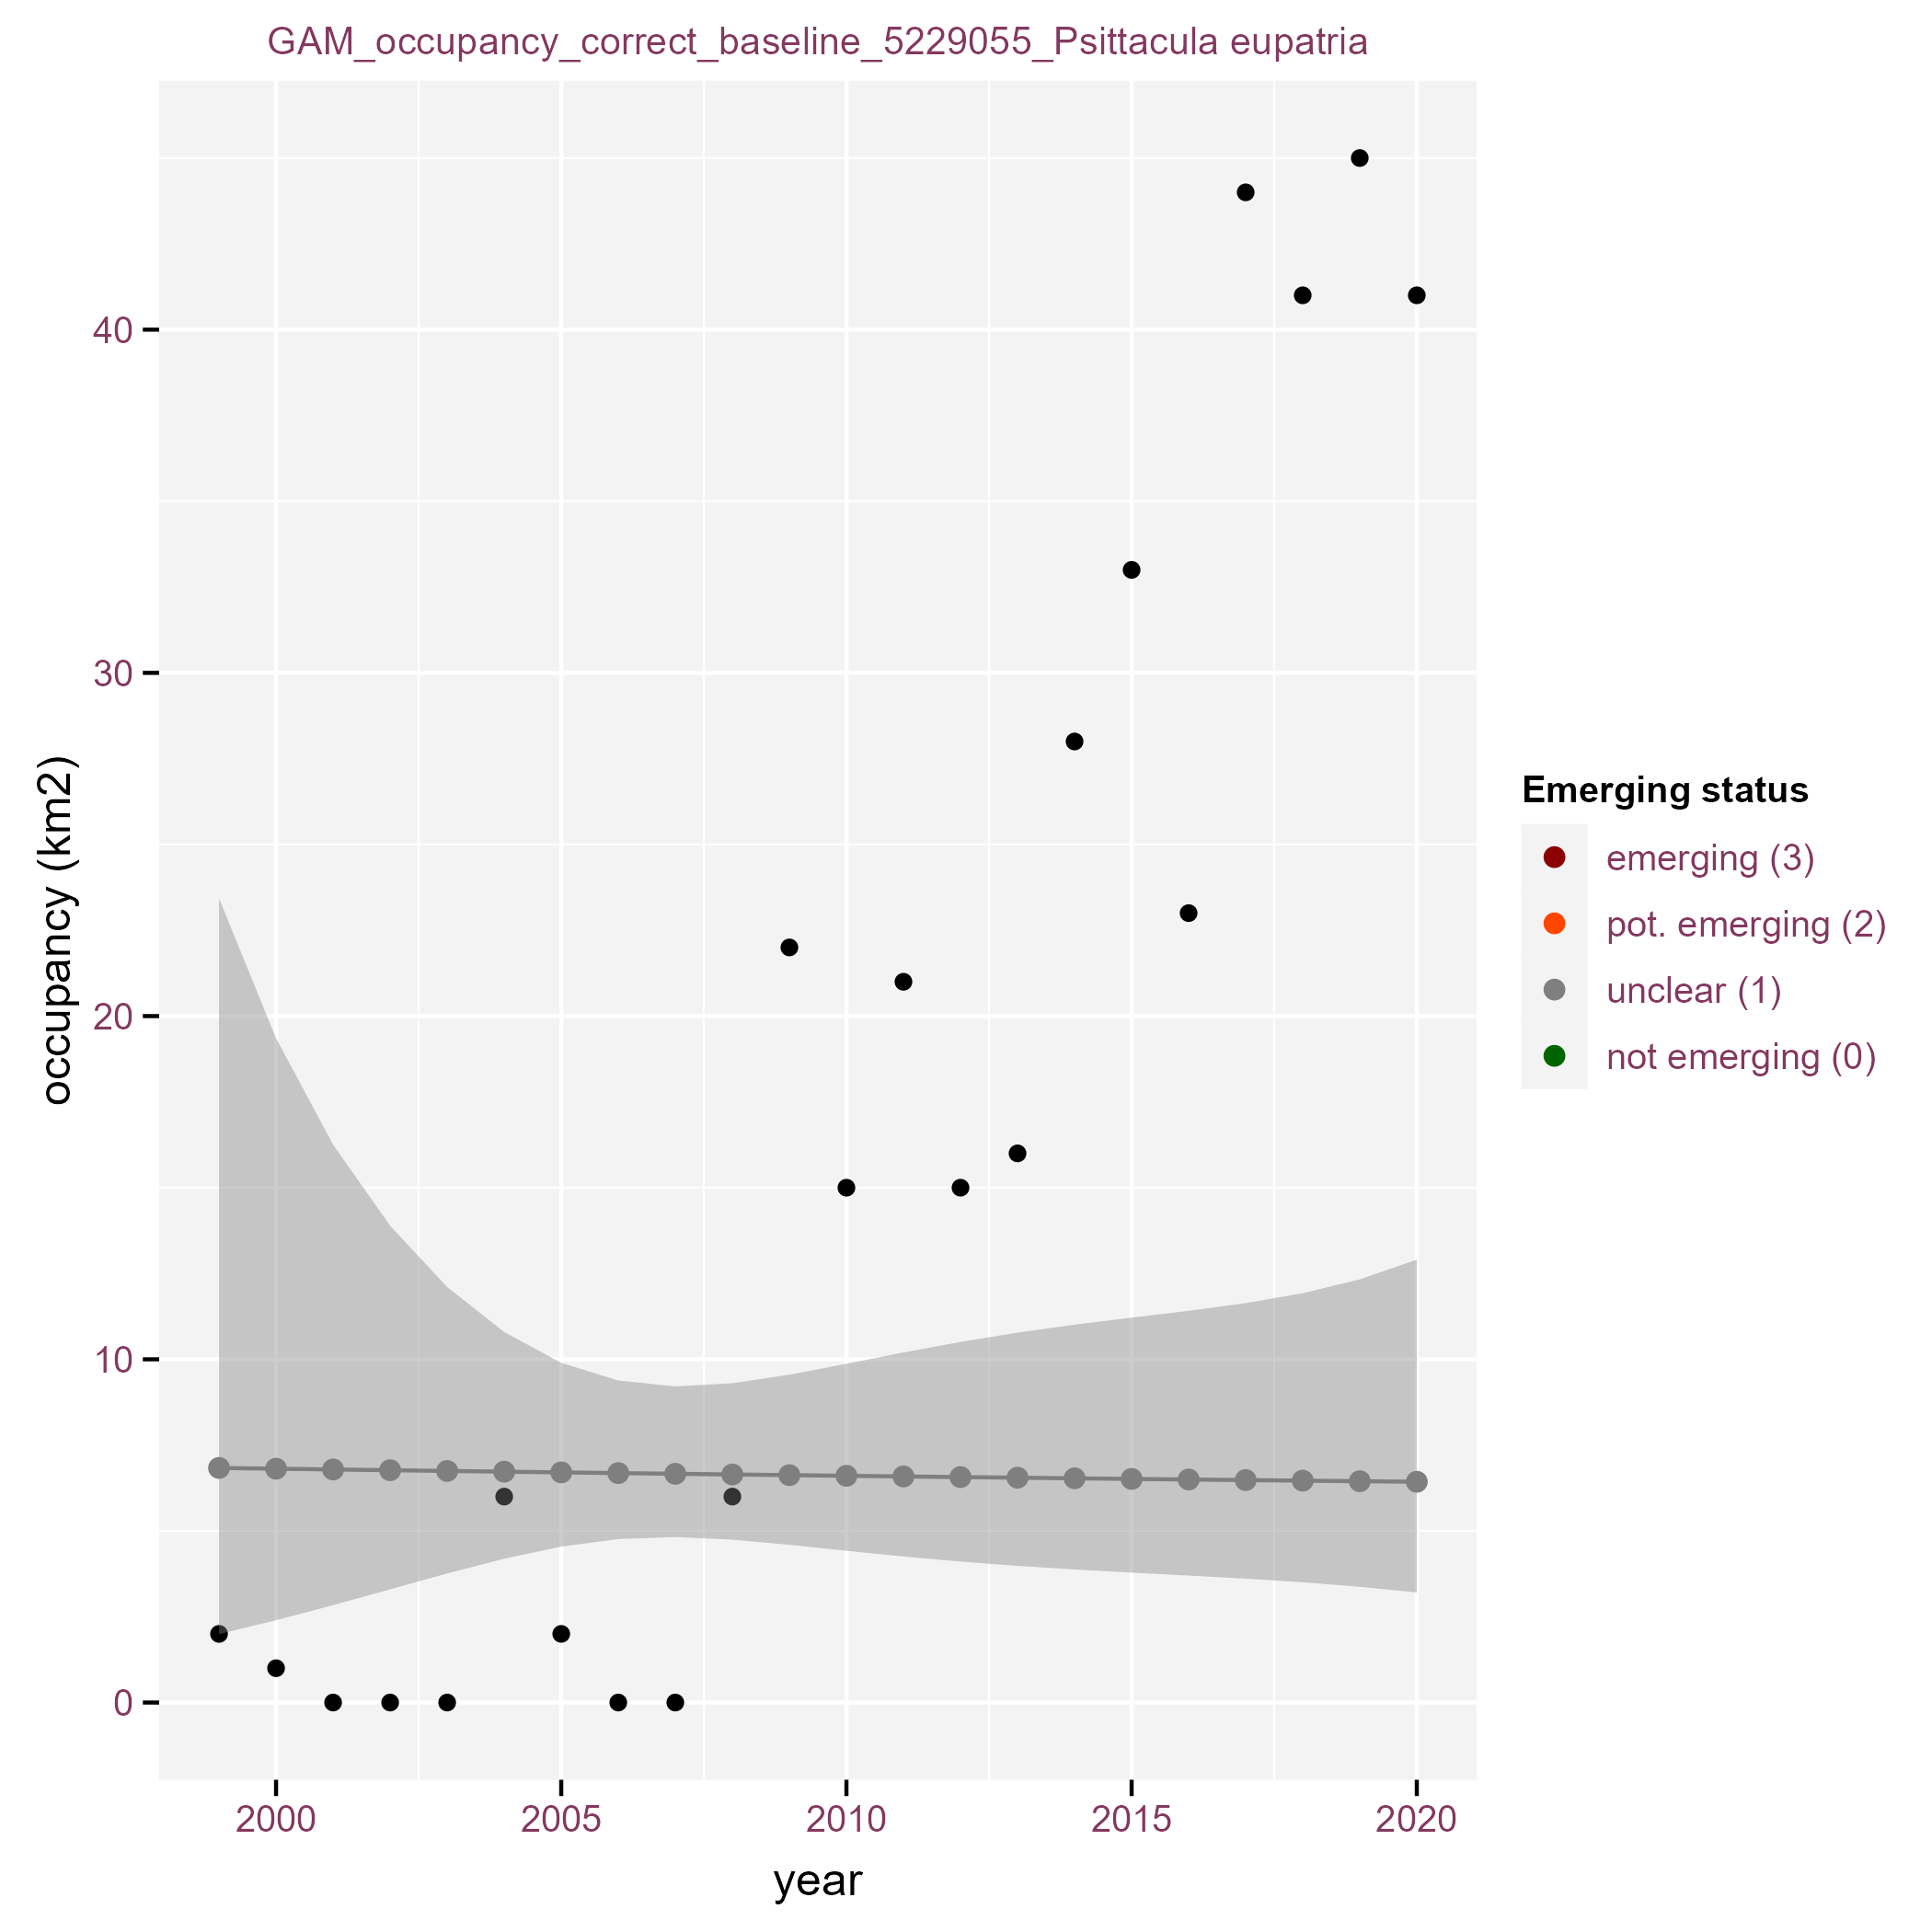 GAM_occupancy_correct_baseline_5229055_Psittacula eupatria
occupancy (km2)
40
30
20
10
0
2000 2005 2010 2015 2020
year
Emerging status
emerging (3)
pot. emerging (2)
unclear (1)
not emerging (0)